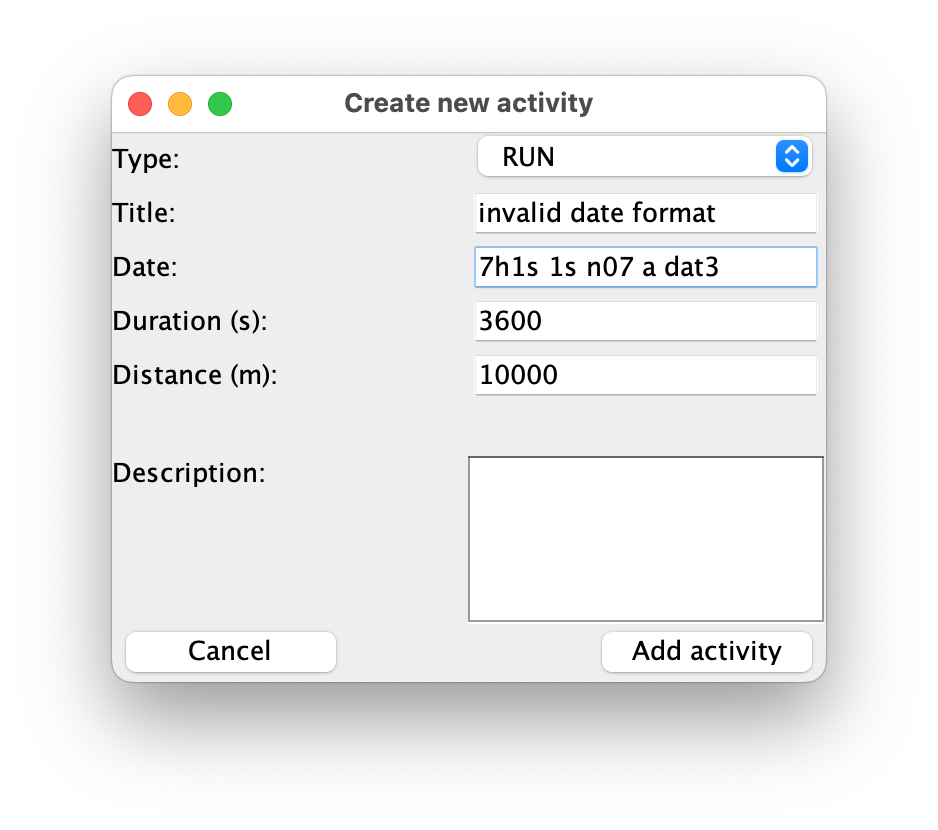 Create new activity
Type: RUN
Title: invalid date format
Date: 7h1s 1s n07 a dat3
Duration (s): 3600
Distance (m): 10000
Description:
Cancel Add activity